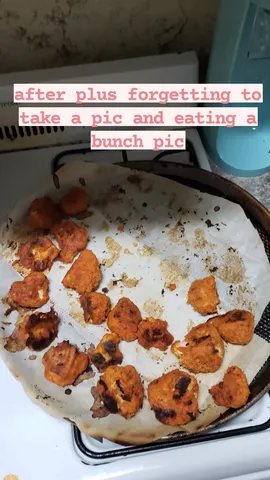 after plus forgetting to
take a pic and eating a
bunch pic